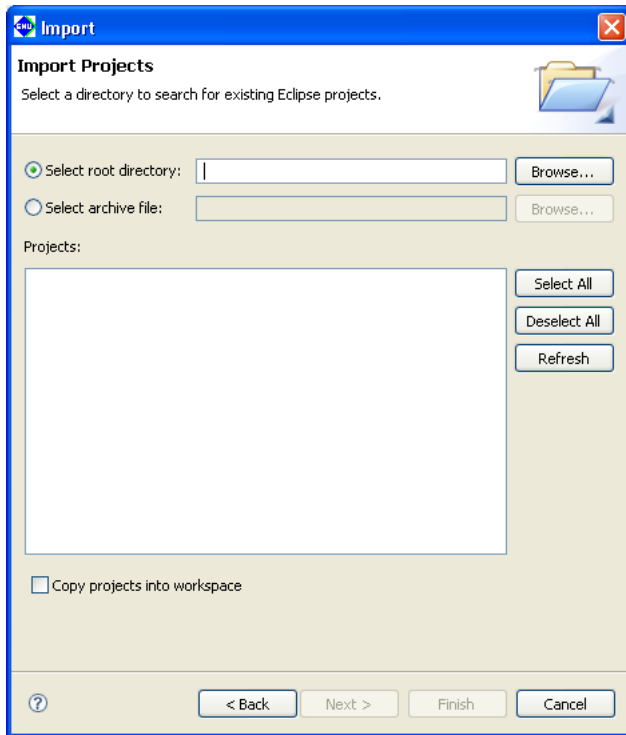 GNU Import
Import Projects
Select a directory to search for existing Eclipse projects.
Select root directory: Browse...
Select archive file: Browse...
Projects:
Select All
Deselect All
Refresh
Copy projects into workspace
? < Back Next > Finish Cancel